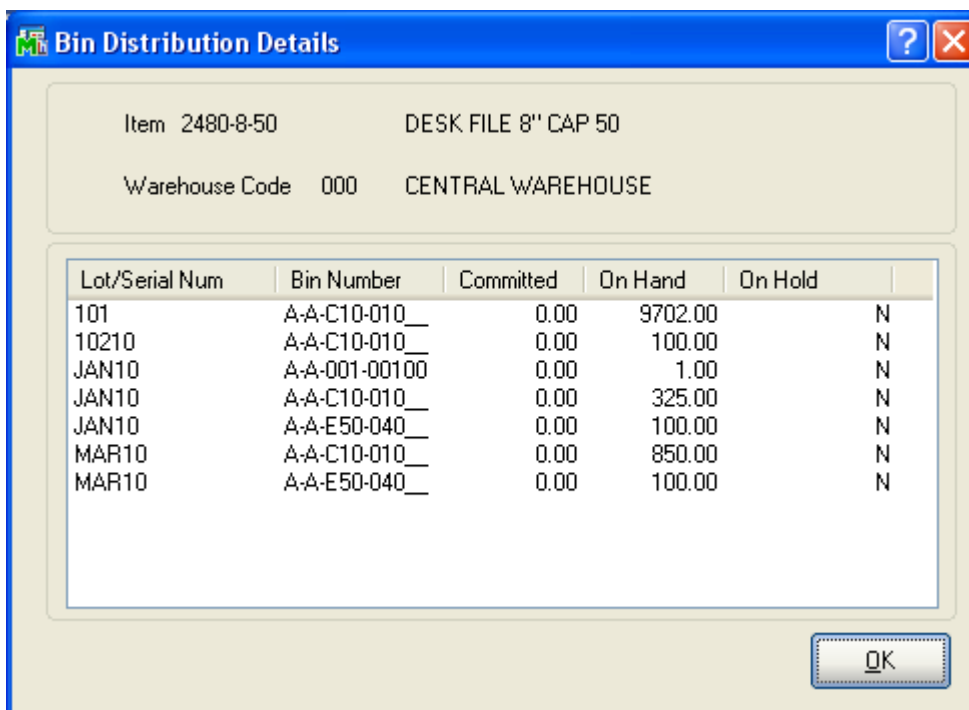 Bin Distribution Details
Item 2480-8-50 DESK FILE 8" CAP 50
Warehouse Code 000 CENTRAL WAREHOUSE
Lot/Serial Num Bin Number Committed On Hand On Hold
101 A-A-C10-010__ 0.00 9702.00 N
10210 A-A-C10-010__ 0.00 100.00 N
JAN10 A-A-001-00100 0.00 1.00 N
JAN10 A-A-C10-010__ 0.00 325.00 N
JAN10 A-A-E50-040__ 0.00 100.00 N
MAR10 A-A-C10-010__ 0.00 850.00 N
MAR10 A-A-E50-040__ 0.00 100.00 N
OK